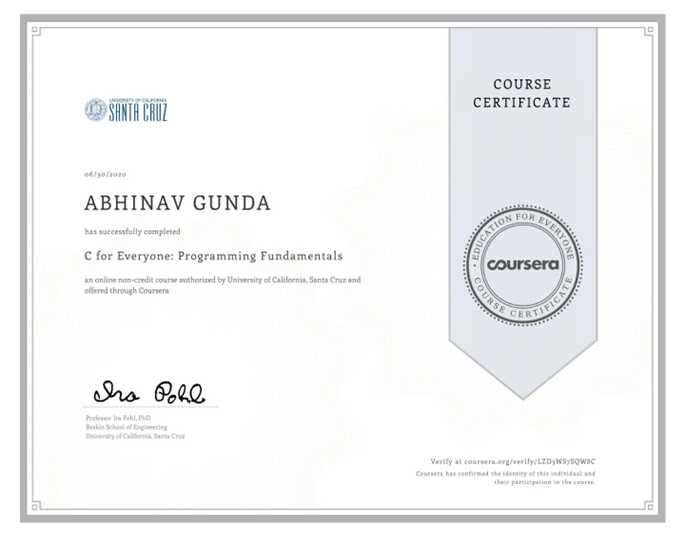 COURSE
CERTIFICATE
UNIVERSITY OF CALIFORNIA
SANTA CRUZ
06/30/2020
ABHINAV GUNDA
has successfully completed
C for Everyone: Programming Fundamentals
an online non-credit course authorized by University of California, Santa Cruz and
offered through Coursera
EDUCATION FOR EVERYONE
coursera
COURSE CERTIFICATE
Ira Pohl
Professor Ira Pohl, PhD
Baskin School of Engineering
University of California, Santa Cruz
Verify at coursera.org/verify/LZD3WS7SQW8C
Coursera has confirmed the identity of this individual and
their participation in the course.